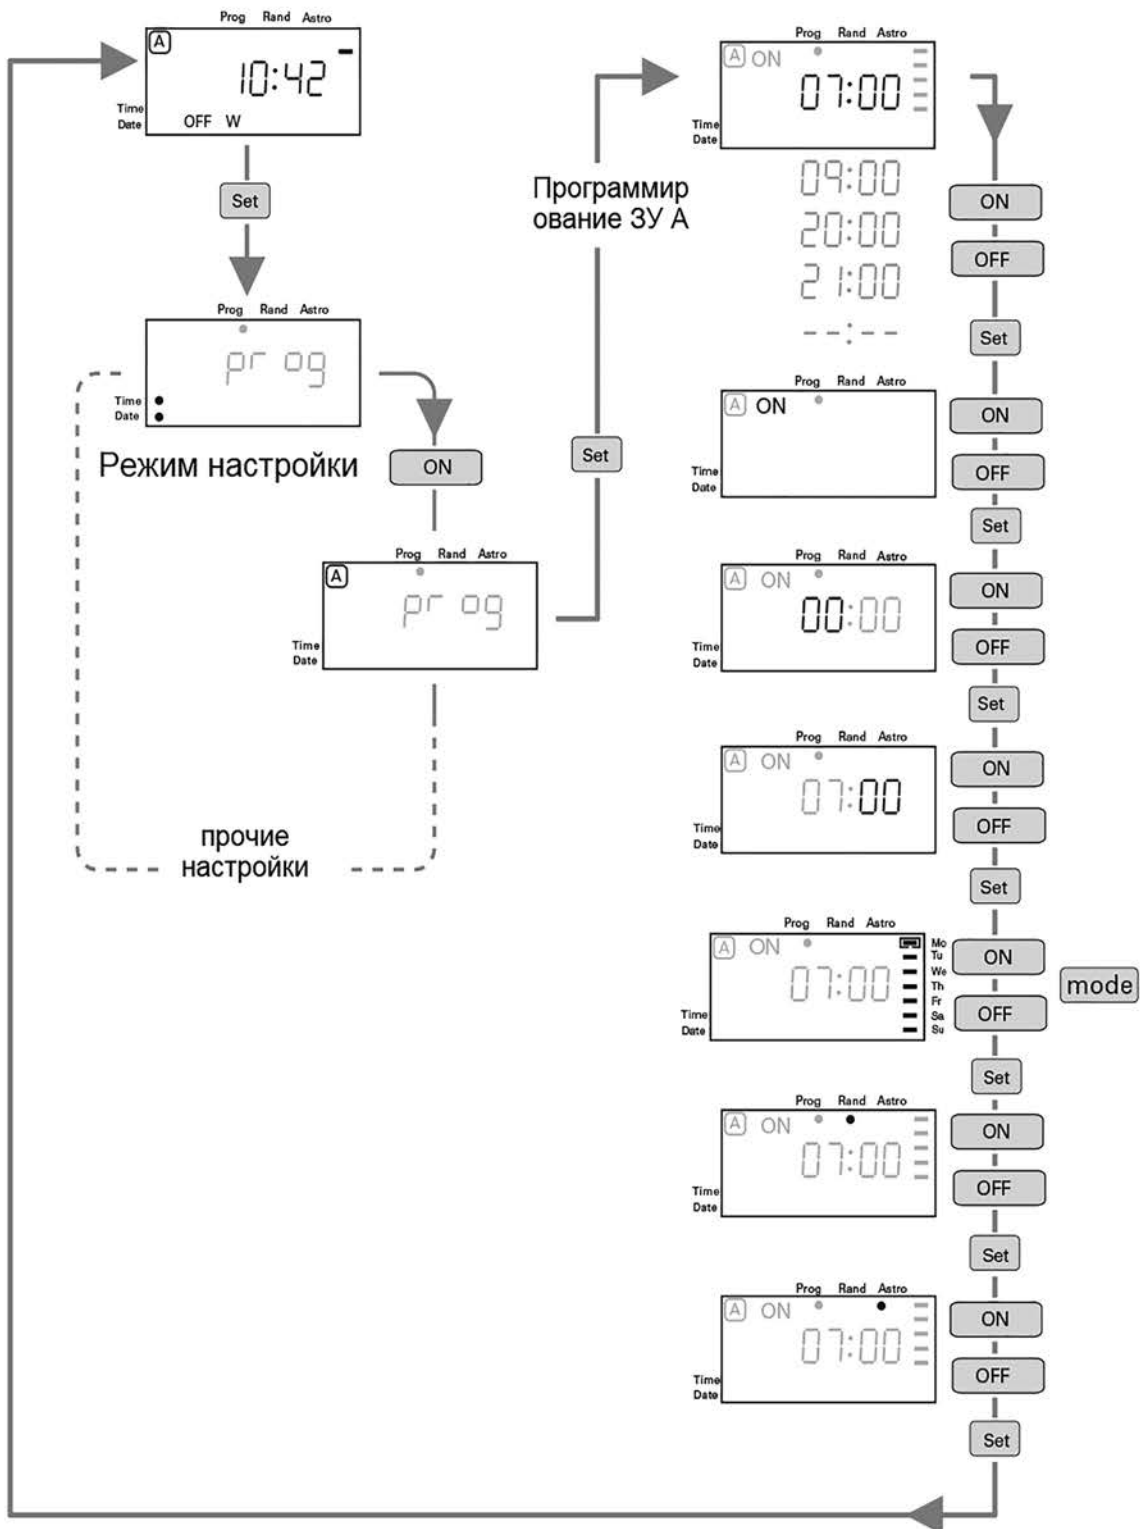 Prog Rand Astro
A
10:42
Time
Date OFF W
Set
Prog Rand Astro
prog
Time
Date
Режим настройки
ON
Prog Rand Astro
A
prog
Time
Date
прочие
настройки
Программир
ование ЗУ А
Set
Prog Rand Astro
A ON
07:00
Time
Date
09:00
20:00
21:00
--:--
ON
OFF
Set
Prog Rand Astro
A ON
Time
Date
ON
OFF
Set
Prog Rand Astro
A ON
00:00
Time
Date
ON
OFF
Set
Prog Rand Astro
A ON
07:00
Time
Date
ON
OFF
Set
Prog Rand Astro
A ON
07:00
Time
Date
Mo
Tu
We
Th
Fr
Sa
Su
ON
OFF
mode
Set
Prog Rand Astro
A ON
07:00
Time
Date
ON
OFF
Set
Prog Rand Astro
A ON
07:00
Time
Date
ON
OFF
Set